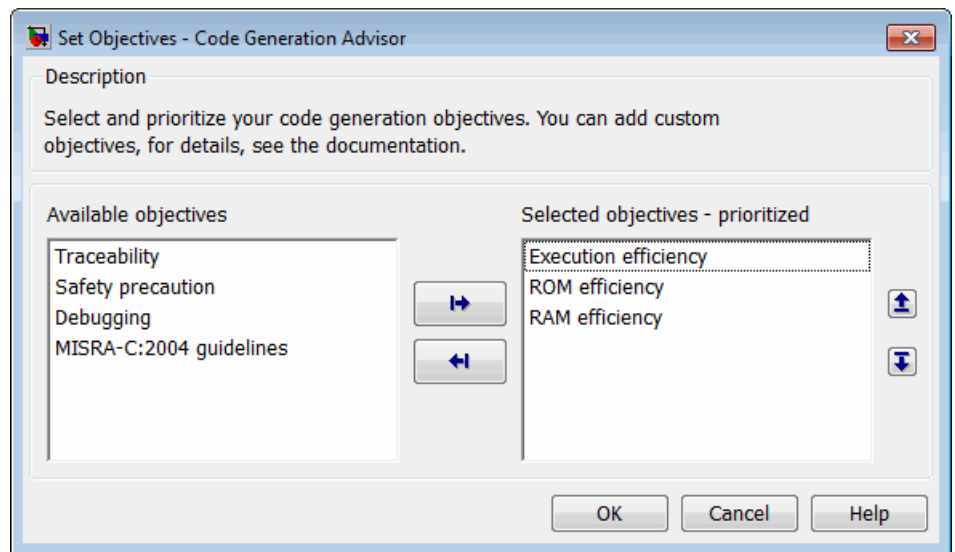 Set Objectives - Code Generation Advisor
Description
Select and prioritize your code generation objectives. You can add custom
objectives, for details, see the documentation.
Available objectives
Traceability
Safety precaution
Debugging
MISRA-C:2004 guidelines
Selected objectives - prioritized
Execution efficiency
ROM efficiency
RAM efficiency
OK
Cancel
Help